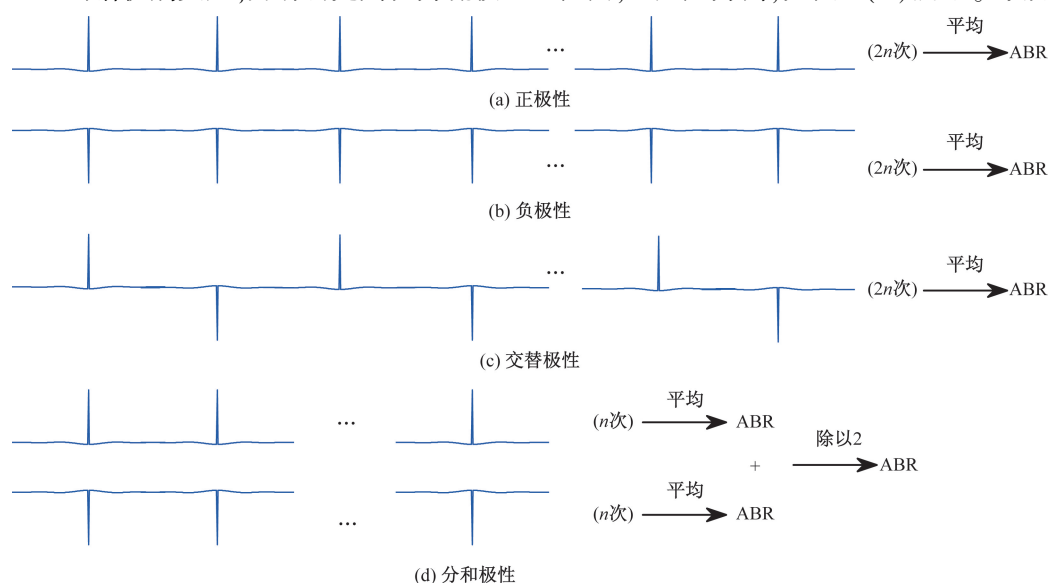 ... (2n次) 平均 ABR
(a) 正极性
... (2n次) 平均 ABR
(b) 负极性
... (2n次) 平均 ABR
(c) 交替极性
... (n次) 平均 ABR
+ 除以2 ABR
... (n次) 平均 ABR
(d) 分和极性